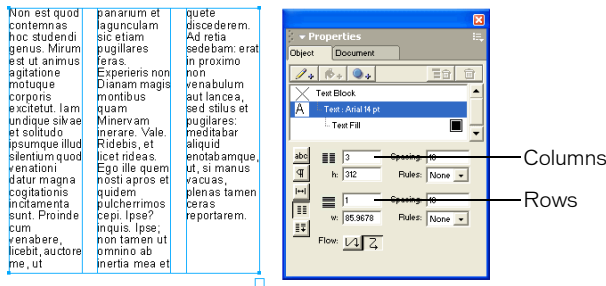 Non est quod
contemnas
hoc studendi
genus. Mirum
est ut animus
agitatione
motuque
corporis
excitetut. Iam
undique silvae
et solitudo
ipsumque illud
silentium quod
venationi
datur magna
cogitationis
incitamenta
sunt. Proinde
cum
venabere,
licebit, auctore
me, ut
panarium et
lagunculam
sic etiam
pugillares
feras.
Experieris non
Dianam magis
montibus
quam
Minervam
inerare. Vale.
Ridebis, et
licet rideas.
Ego ille quem
nosti apros et
quidem
pulcherrimos
cepi. Ipse?
inquis. Ipse;
non tamen ut
omnino ab
inertia mea et
quete
discederem.
Ad retia
sedebam: erat
in proximo
non
venabulum
aut lancea,
sed stilus et
pugilares:
meditabar
aliquid
enotabamque,
ut, si manus
vacuas,
plenas tamen
ceras
reportarem.
Properties
Object Document
Text Block
Text : Arial 14 pt
Text Fill
abc 3 Spacing: 18
h: 312 Rules: None
1 Spacing: 18
w: 85.9678 Rules: None
Flow:
Columns
Rows